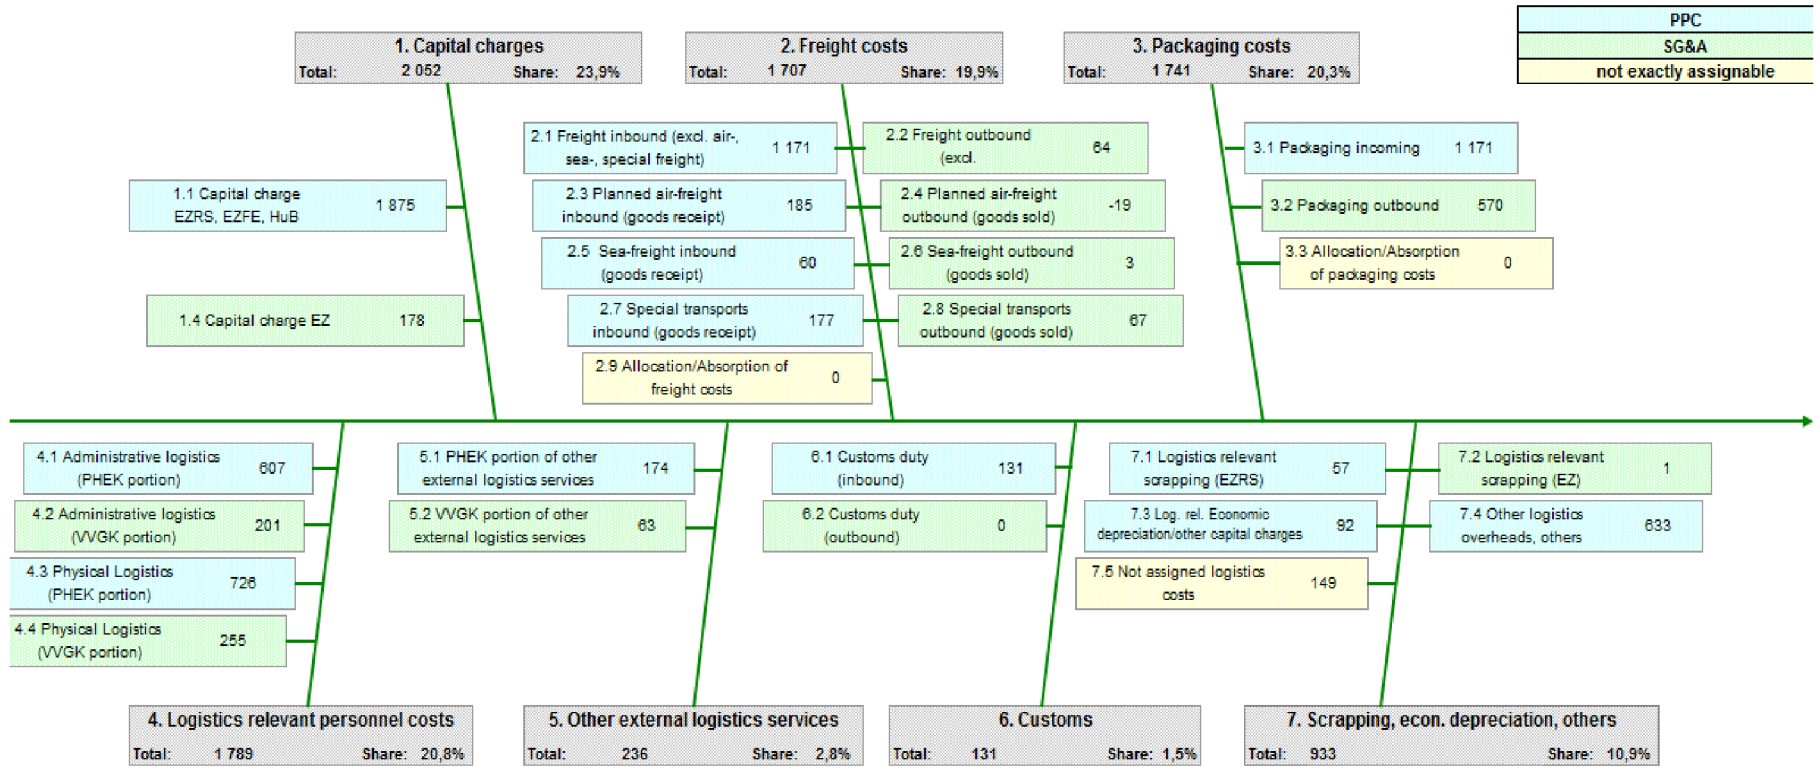 PPC
SG&A
not exactly assignable
1. Capital charges
Total: 2 052 Share: 23,9%
2. Freight costs
Total: 1 707 Share: 19,9%
3. Packaging costs
Total: 1 741 Share: 20,3%
1.1 Capital charge
EZRS, EZFE, HuB
1 875
1.4 Capital charge EZ 178
2.1 Freight inbound (excl. air-,
sea-, special freight)
1 171
2.2 Freight outbound
(excl.
64
2.3 Planned air-freight
inbound (goods receipt)
185
2.4 Planned air-freight
outbound (goods sold)
-19
2.5 Sea-freight inbound
(goods receipt)
60
2.6 Sea-freight outbound
(goods sold)
3
2.7 Special transports
inbound (goods receipt)
177
2.8 Special transports
outbound (goods sold)
67
2.9 Allocation/Absorption of
freight costs
0
3.1 Packaging incoming 1 171
3.2 Packaging outbound 570
3.3 Allocation/Absorption
of packaging costs
0
4.1 Administrative logistics
(PHEK portion)
607
4.2 Administrative logistics
(VVGK portion)
201
4.3 Physical Logistics
(PHEK portion)
726
4.4 Physical Logistics
(VVGK portion)
255
5.1 PHEK portion of other
external logistics services
174
5.2 VVGK portion of other
external logistics services
63
6.1 Customs duty
(inbound)
131
6.2 Customs duty
(outbound)
0
7.1 Logistics relevant
scrapping (EZRS)
57
7.2 Logistics relevant
scrapping (EZ)
1
7.3 Log. rel. Economic
depreciation/other capital charges
92
7.4 Other logistics
overheads, others
633
7.5 Not assigned logistics
costs
149
4. Logistics relevant personnel costs
Total: 1 789 Share: 20,8%
5. Other external logistics services
Total: 236 Share: 2,8%
6. Customs
Total: 131 Share: 1,5%
7. Scrapping, econ. depreciation, others
Total: 933 Share: 10,9%